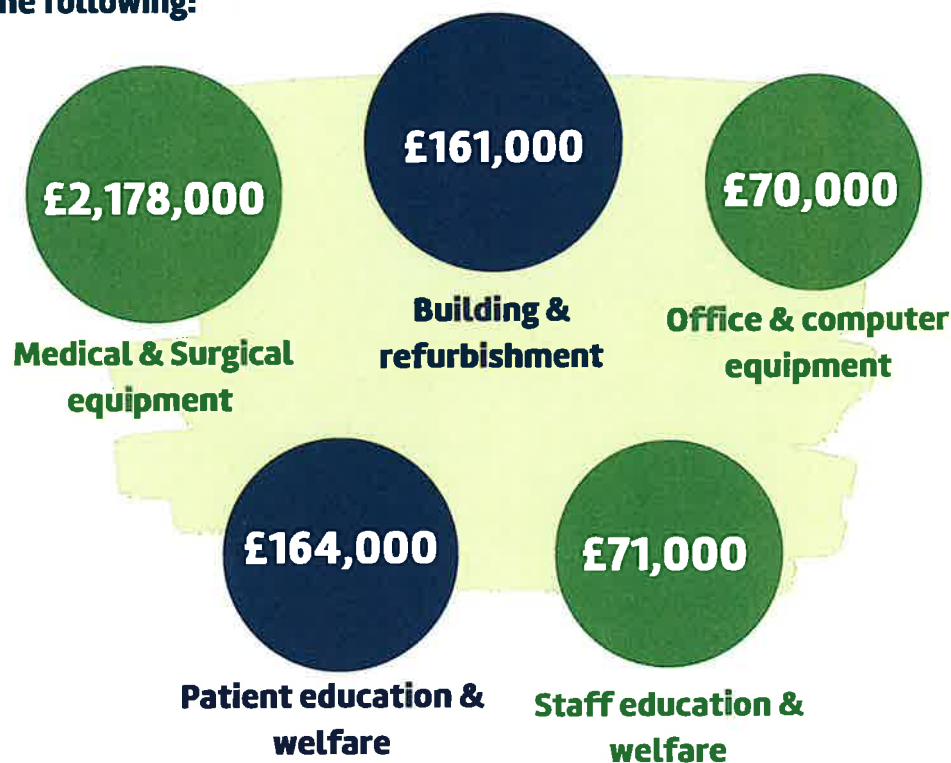 following:
£2,178,000
£161,000
£70,000
Medical & Surgical
equipment
Building &
refurbishment
Office & computer
equipment
£164,000
£71,000
Patient education &
welfare
Staff education &
welfare